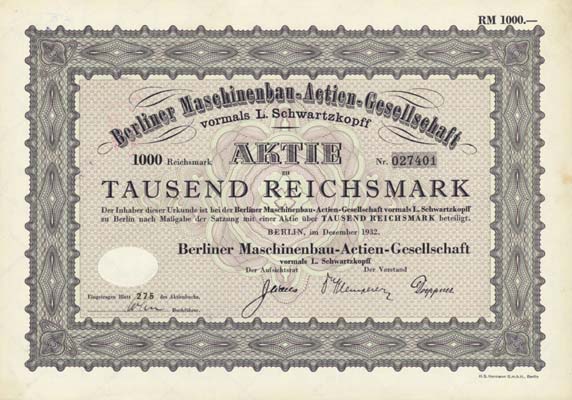 RM 1000.—
Berliner Maschinenbau-Actien-Gesellschaft
vormals L. Schwartzkopff
1000 Reichsmark AKTIE Nr. 027401
zu
TAUSEND REICHSMARK
Der Inhaber dieser Urkunde ist bei der Berliner Maschinenbau-Actien-Gesellschaft vormals L. Schwartzkopff
zu Berlin nach Maßgabe der Satzung mit einer Aktie über TAUSEND REICHSMARK beteiligt.
BERLIN, im Dezember 1932.
Berliner Maschinenbau-Actien-Gesellschaft
vormals L. Schwartzkopff
Der Aufsichtsrat Der Vorstand
Eingetragen Blatt 275 des Aktienbuchs.
Buchführer.
H.S. Hermann G.m.b.H., Berlin